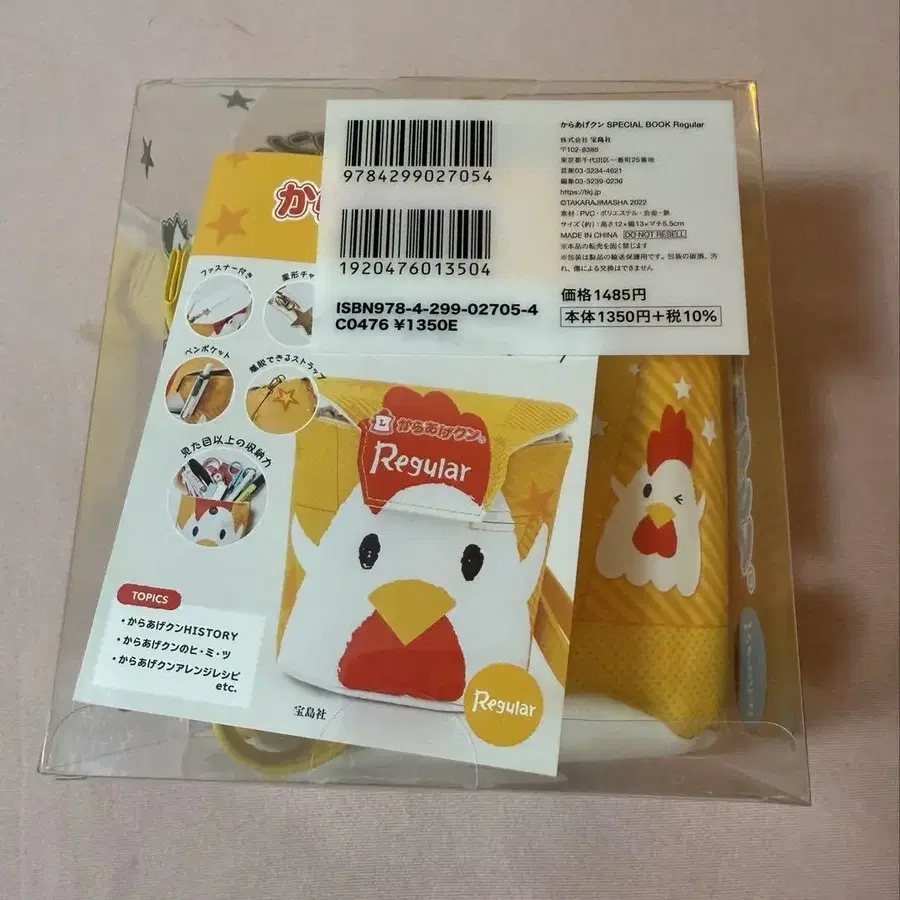 9784299027054
1920476013504
ISBN978-4-299-02705-4
C0476 ¥1350E
からあげクン SPECIAL BOOK Regular
株式会社 宝島社
〒102-8388
東京都千代田区一番町25番地
営業03-3234-4621
編集03-3239-0236
https://tkj.jp
©TAKARAJIMASHA 2022
素材:PVC・ポリエステル・合金・鉄
サイズ(約):高さ12×幅13×マチ5.5cm
MADE IN CHINA DO NOT RESELL
※本品の転売を固く禁じます
※包装は製品の輸送保護用です。包装の破損、汚
れ、傷による交換はできません
価格1485円
本体1350円+税10%
か
ファスナー付き
星形チャ
ペンポケット
着脱できるストラップ
見た目以上の収納力
からあげクン®
Regular
TOPICS
・からあげクンHISTORY
・からあげクンのヒ・ミ・ツ
・からあげクンアレンジレシピ
etc.
宝島社
Regular